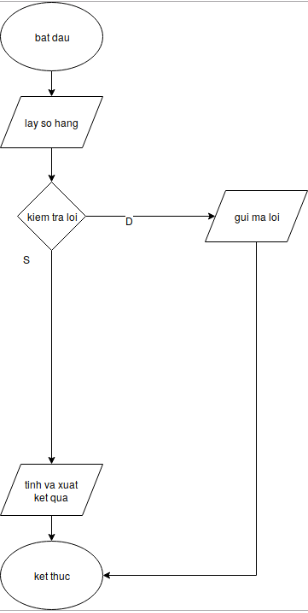 bat dau
lay so hang
kiem tra loi
D
gui ma loi
S
tinh va xuat
ket qua
ket thuc